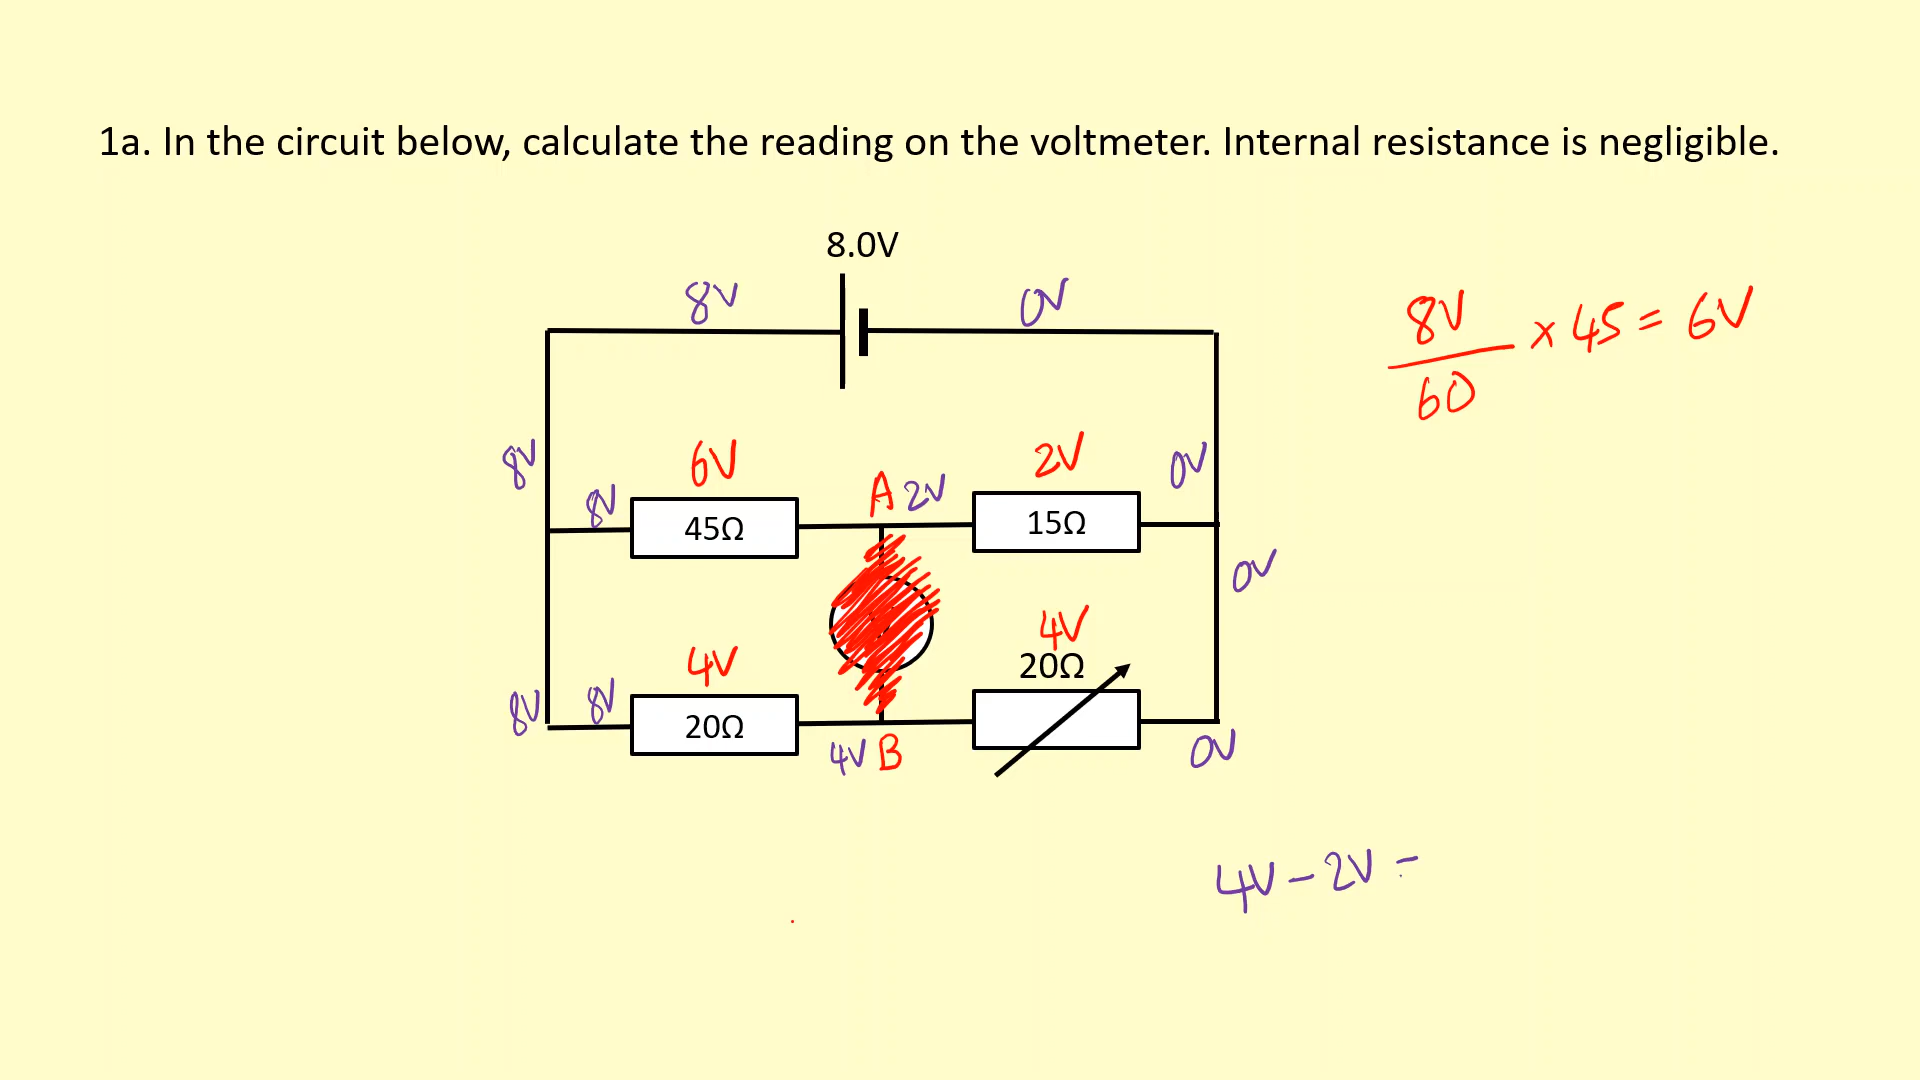 1a. In the circuit below, calculate the reading on the voltmeter. Internal resistance is negligible.
8.0V
8V
0V
8V
—
60
× 45 = 6V
8V
6V
A 2V
2V
0V
8V
45Ω
15Ω
0V
4V
4V
20Ω
8V
8V
20Ω
4V B
0V
4V – 2V =